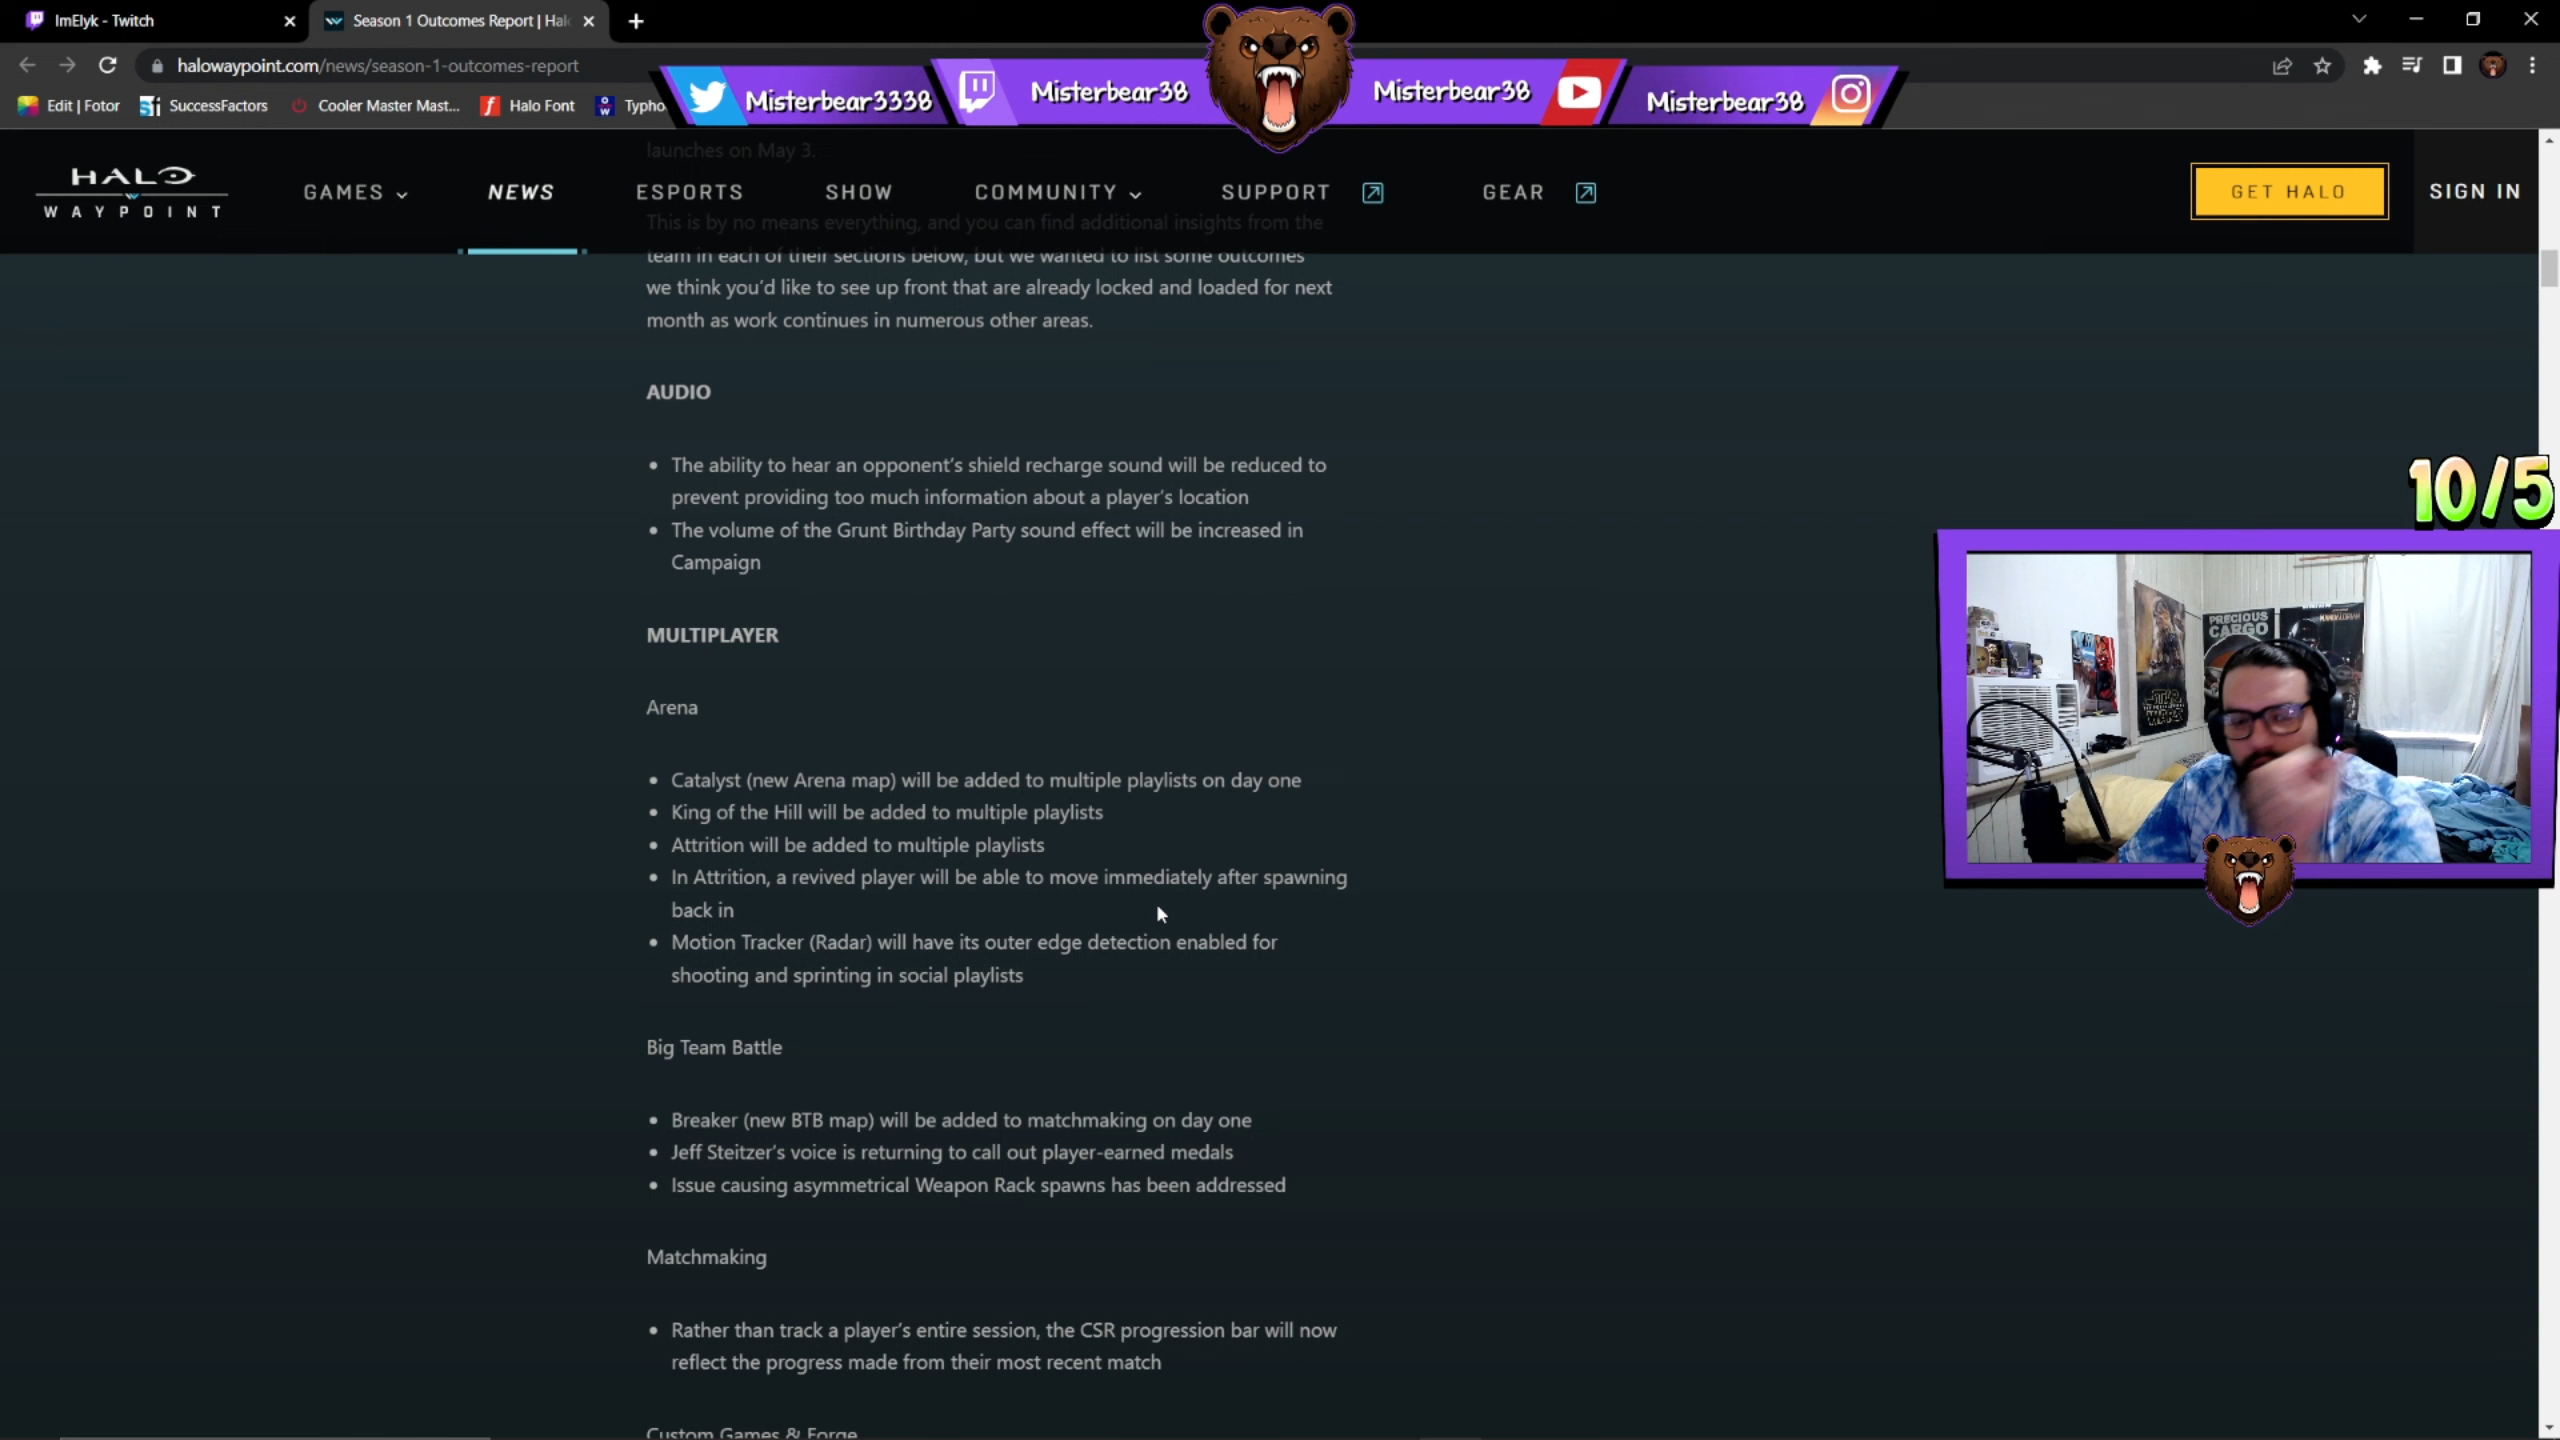 ImElyk - Twitch
Season 1 Outcomes Report | Hal
halowaypoint.com/news/season-1-outcomes-report
Edit | Fotor
SuccessFactors
Cooler Master Mast...
Halo Font
Typho
Misterbear3338
Misterbear38
Misterbear38
Misterbear38
HALO
WAYPOINT
GAMES
NEWS
ESPORTS
SHOW
COMMUNITY
SUPPORT
GEAR
GET HALO
SIGN IN
launches on May 3.
This is by no means everything, and you can find additional insights from the
team in each of their sections below, but we wanted to list some outcomes
we think you'd like to see up front that are already locked and loaded for next
month as work continues in numerous other areas.
AUDIO
• The ability to hear an opponent's shield recharge sound will be reduced to
prevent providing too much information about a player's location
• The volume of the Grunt Birthday Party sound effect will be increased in
Campaign
MULTIPLAYER
Arena
• Catalyst (new Arena map) will be added to multiple playlists on day one
• King of the Hill will be added to multiple playlists
• Attrition will be added to multiple playlists
• In Attrition, a revived player will be able to move immediately after spawning
back in
• Motion Tracker (Radar) will have its outer edge detection enabled for
shooting and sprinting in social playlists
Big Team Battle
• Breaker (new BTB map) will be added to matchmaking on day one
• Jeff Steitzer's voice is returning to call out player-earned medals
• Issue causing asymmetrical Weapon Rack spawns has been addressed
Matchmaking
• Rather than track a player's entire session, the CSR progression bar will now
reflect the progress made from their most recent match
Custom Games & Forge
10/5
PRECIOUS
CARGO
MANDALORIAN
STAR
WARS